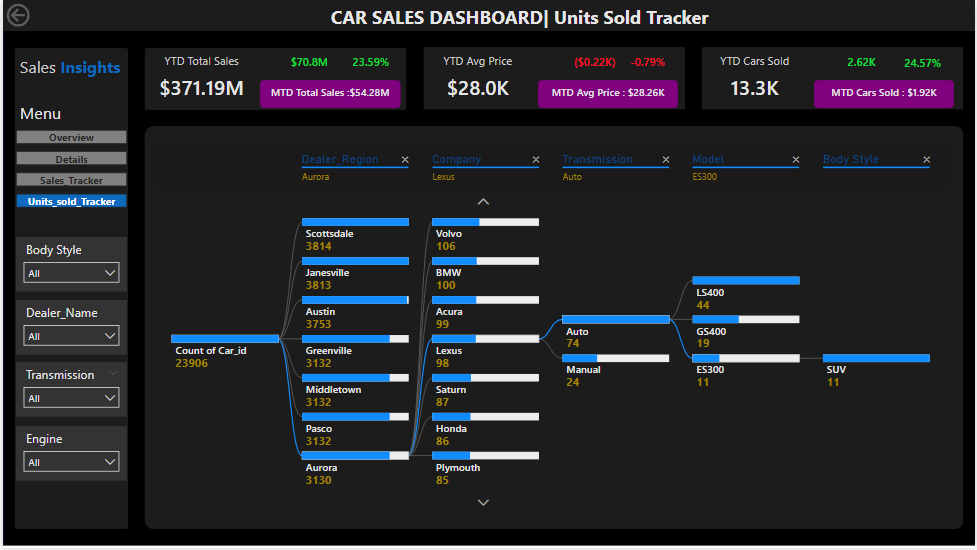 CAR SALES DASHBOARD| Units Sold Tracker
Sales Insights
YTD Total Sales $70.8M 23.59%
$371.19M MTD Total Sales :$54.28M
YTD Avg Price ($0.22K) -0.79%
$28.0K MTD Avg Price : $28.26K
YTD Cars Sold 2.62K 24.57%
13.3K MTD Cars Sold : $1.92K
Menu
Overview
Details
Sales_Tracker
Units_sold_Tracker
Body Style
All
Dealer_Name
All
Transmission
All
Engine
All
Dealer_Region
Aurora
Company
Lexus
Transmission
Auto
Model
ES300
Body Style
Count of Car_id
23906
Scottsdale
3814
Janesville
3813
Austin
3753
Greenville
3132
Middletown
3132
Pasco
3132
Aurora
3130
Volvo
106
BMW
100
Acura
99
Lexus
98
Saturn
87
Honda
86
Plymouth
85
Auto
74
Manual
24
LS400
44
GS400
19
ES300
11
SUV
11